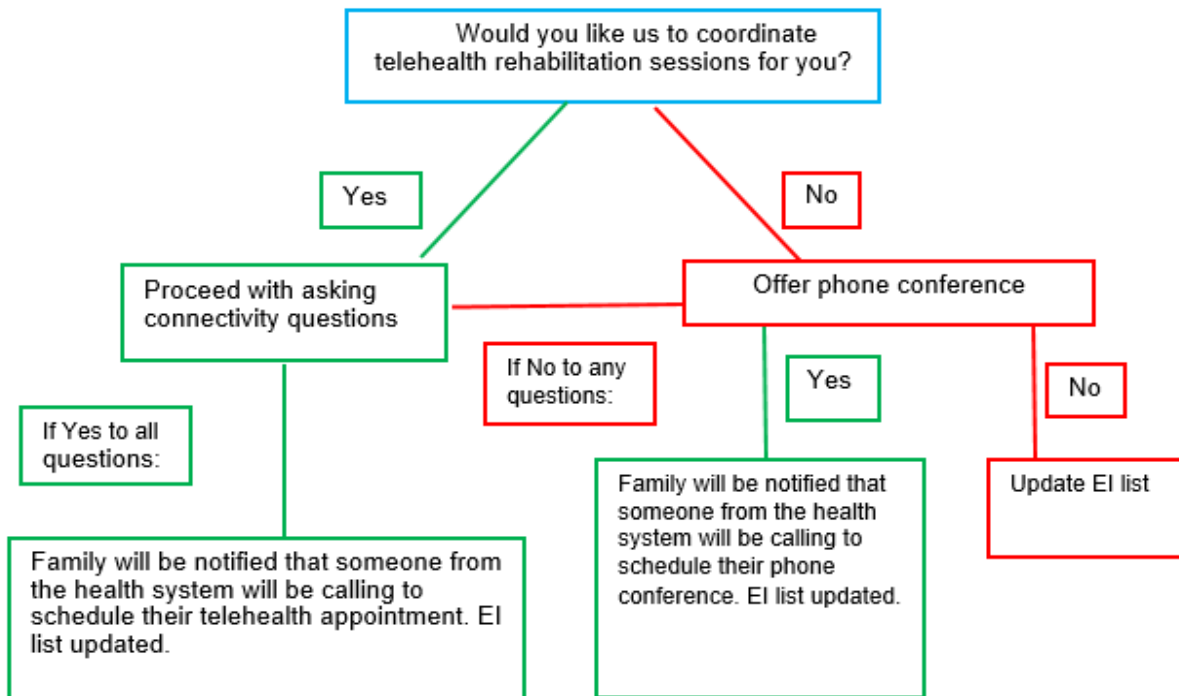 Would you like us to coordinate
telehealth rehabilitation sessions for you?
Yes
No
Proceed with asking
connectivity questions
Offer phone conference
If No to any
questions:
Yes
No
If Yes to all
questions:
Family will be notified that someone from
the health system will be calling to
schedule their telehealth appointment. EI
list updated.
Family will be notified that
someone from the health
system will be calling to
schedule their phone
conference. EI list updated.
Update EI list